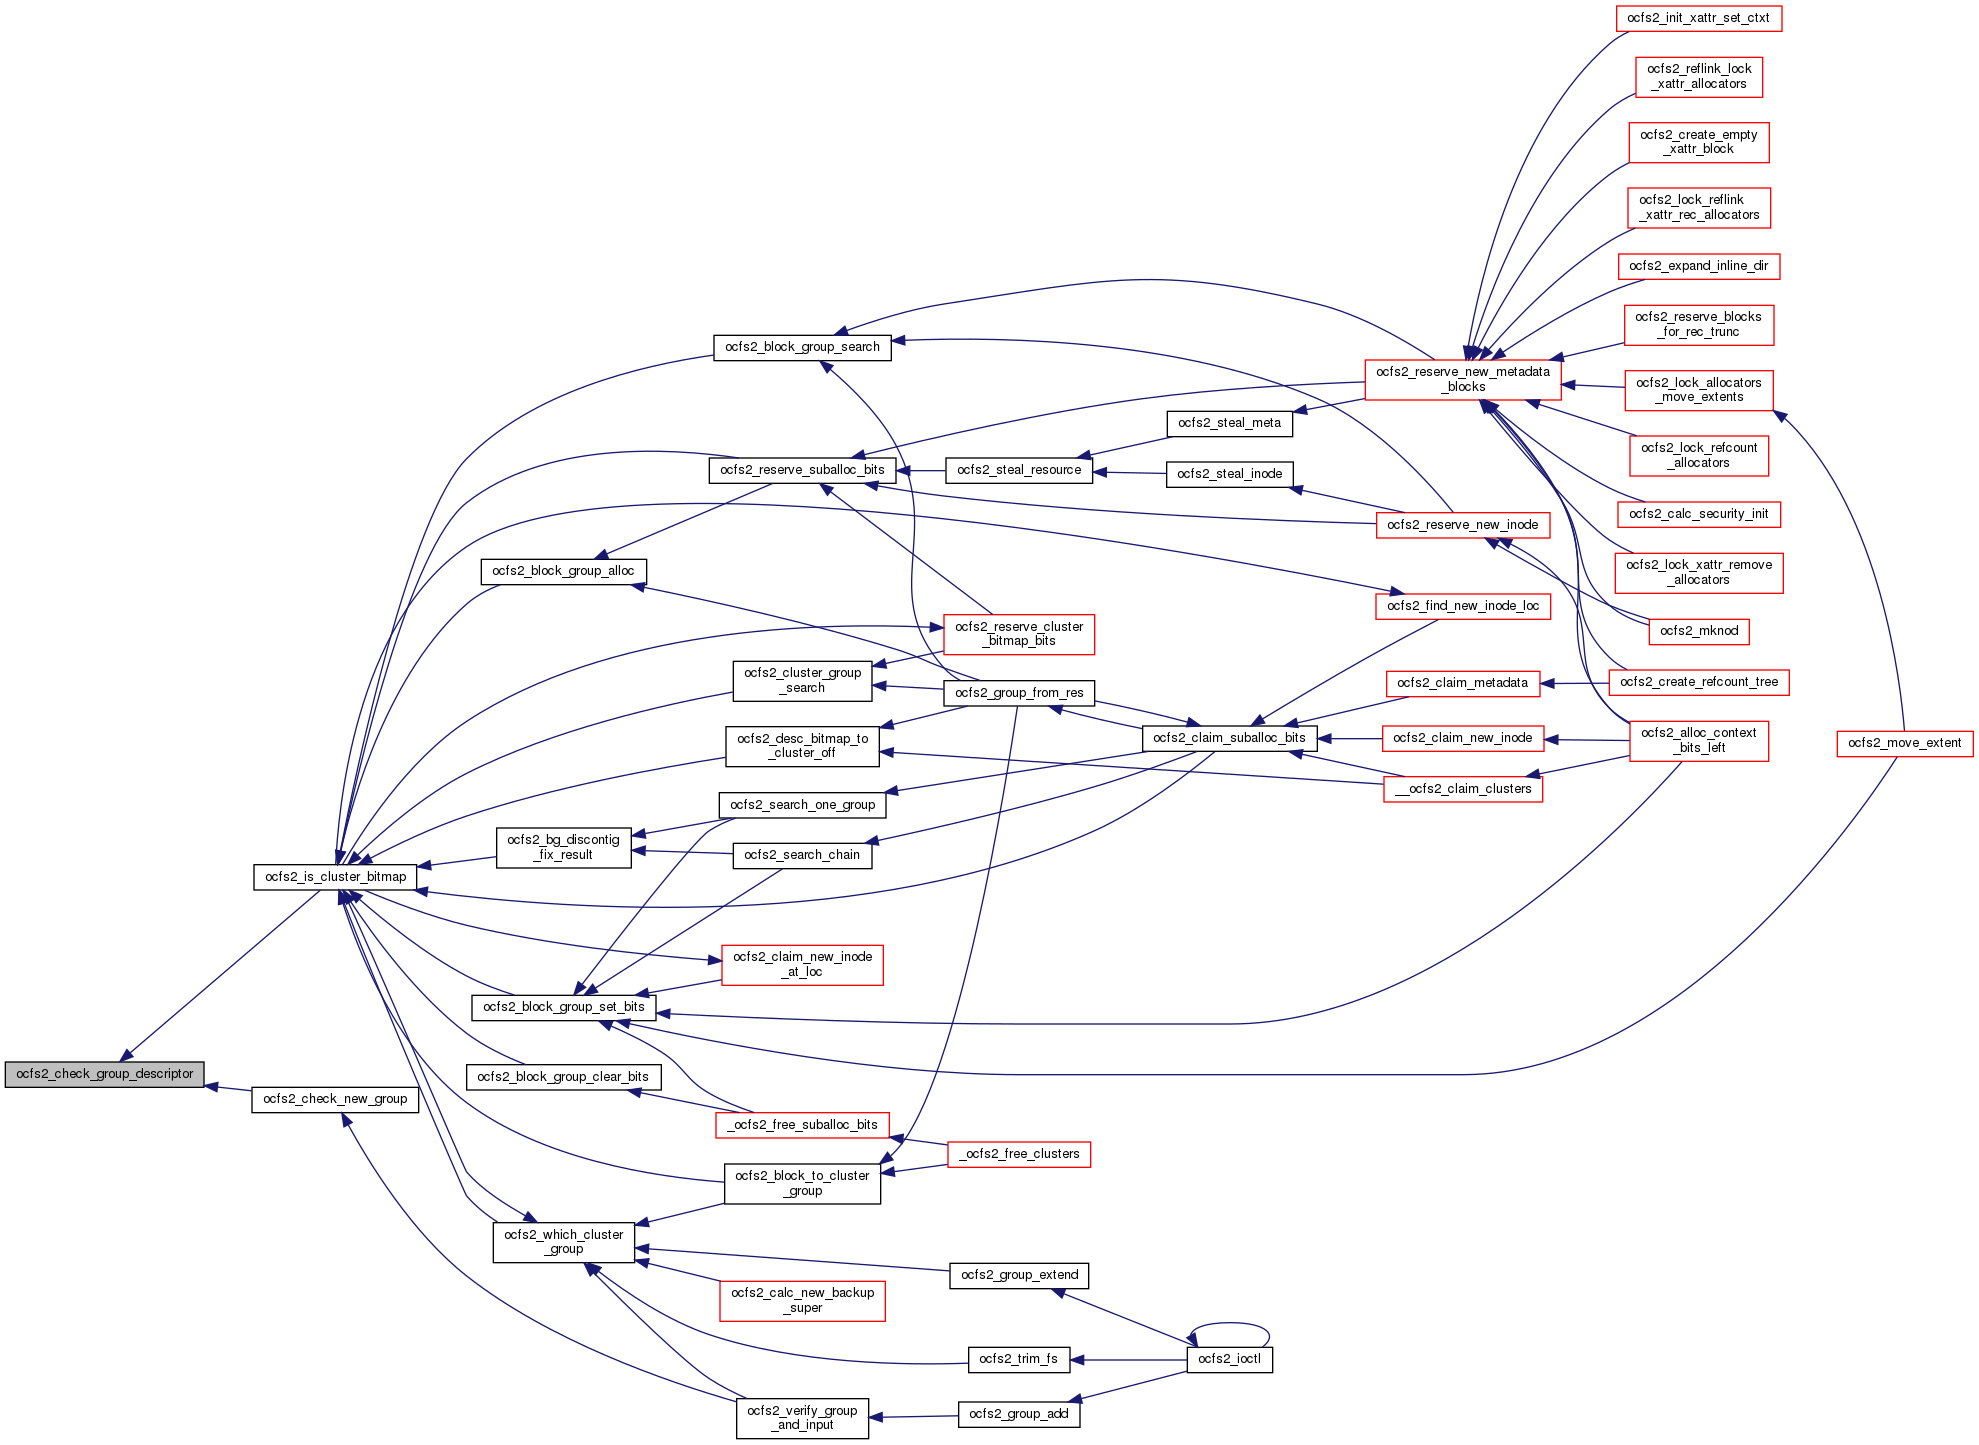 ocfs2_init_xattr_set_ctxt
ocfs2_reflink_lock
_xattr_allocators
ocfs2_create_empty
_xattr_block
ocfs2_lock_reflink
_xattr_rec_allocators
ocfs2_expand_inline_dir
ocfs2_reserve_blocks
_for_rec_trunc
ocfs2_block_group_search
ocfs2_reserve_new_metadata
_blocks
ocfs2_lock_allocators
_move_extents
ocfs2_steal_meta
ocfs2_lock_refcount
_allocators
ocfs2_reserve_suballoc_bits
ocfs2_steal_resource
ocfs2_steal_inode
ocfs2_calc_security_init
ocfs2_reserve_new_inode
ocfs2_block_group_alloc
ocfs2_lock_xattr_remove
_allocators
ocfs2_find_new_inode_loc
ocfs2_reserve_cluster
_bitmap_bits
ocfs2_mknod
ocfs2_cluster_group
_search
ocfs2_group_from_res
ocfs2_claim_metadata
ocfs2_create_refcount_tree
ocfs2_desc_bitmap_to
_cluster_off
ocfs2_claim_suballoc_bits
ocfs2_claim_new_inode
ocfs2_alloc_context
_bits_left
ocfs2_move_extent
__ocfs2_claim_clusters
ocfs2_search_one_group
ocfs2_bg_discontig
_fix_result
ocfs2_search_chain
ocfs2_is_cluster_bitmap
ocfs2_claim_new_inode
_at_loc
ocfs2_block_group_set_bits
ocfs2_check_group_descriptor
ocfs2_block_group_clear_bits
ocfs2_check_new_group
_ocfs2_free_suballoc_bits
_ocfs2_free_clusters
ocfs2_block_to_cluster
_group
ocfs2_which_cluster
_group
ocfs2_group_extend
ocfs2_calc_new_backup
_super
ocfs2_trim_fs
ocfs2_ioctl
ocfs2_verify_group
_and_input
ocfs2_group_add